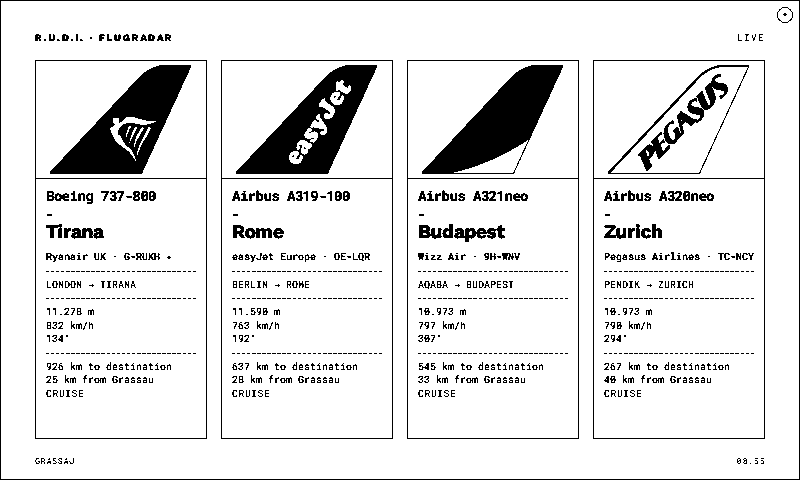 R.U.D.I. · FLUGRADAR
LIVE
easyJet
PEGASUS
Boeing 737-800
-
Tirana
Ryanair UK · G-RUKH ✦
LONDON → TIRANA
11.278 m
832 km/h
134°
926 km to destination
25 km from Grassau
CRUISE
Airbus A319-100
-
Rome
easyJet Europe · OE-LQR
BERLIN → ROME
11.590 m
763 km/h
192°
637 km to destination
28 km from Grassau
CRUISE
Airbus A321neo
-
Budapest
Wizz Air · 9H-WNV
AQABA → BUDAPEST
10.973 m
797 km/h
307°
545 km to destination
33 km from Grassau
CRUISE
Airbus A320neo
-
Zurich
Pegasus Airlines · TC-NCY
PENDIK → ZURICH
10.973 m
790 km/h
294°
267 km to destination
40 km from Grassau
CRUISE
GRASSAU